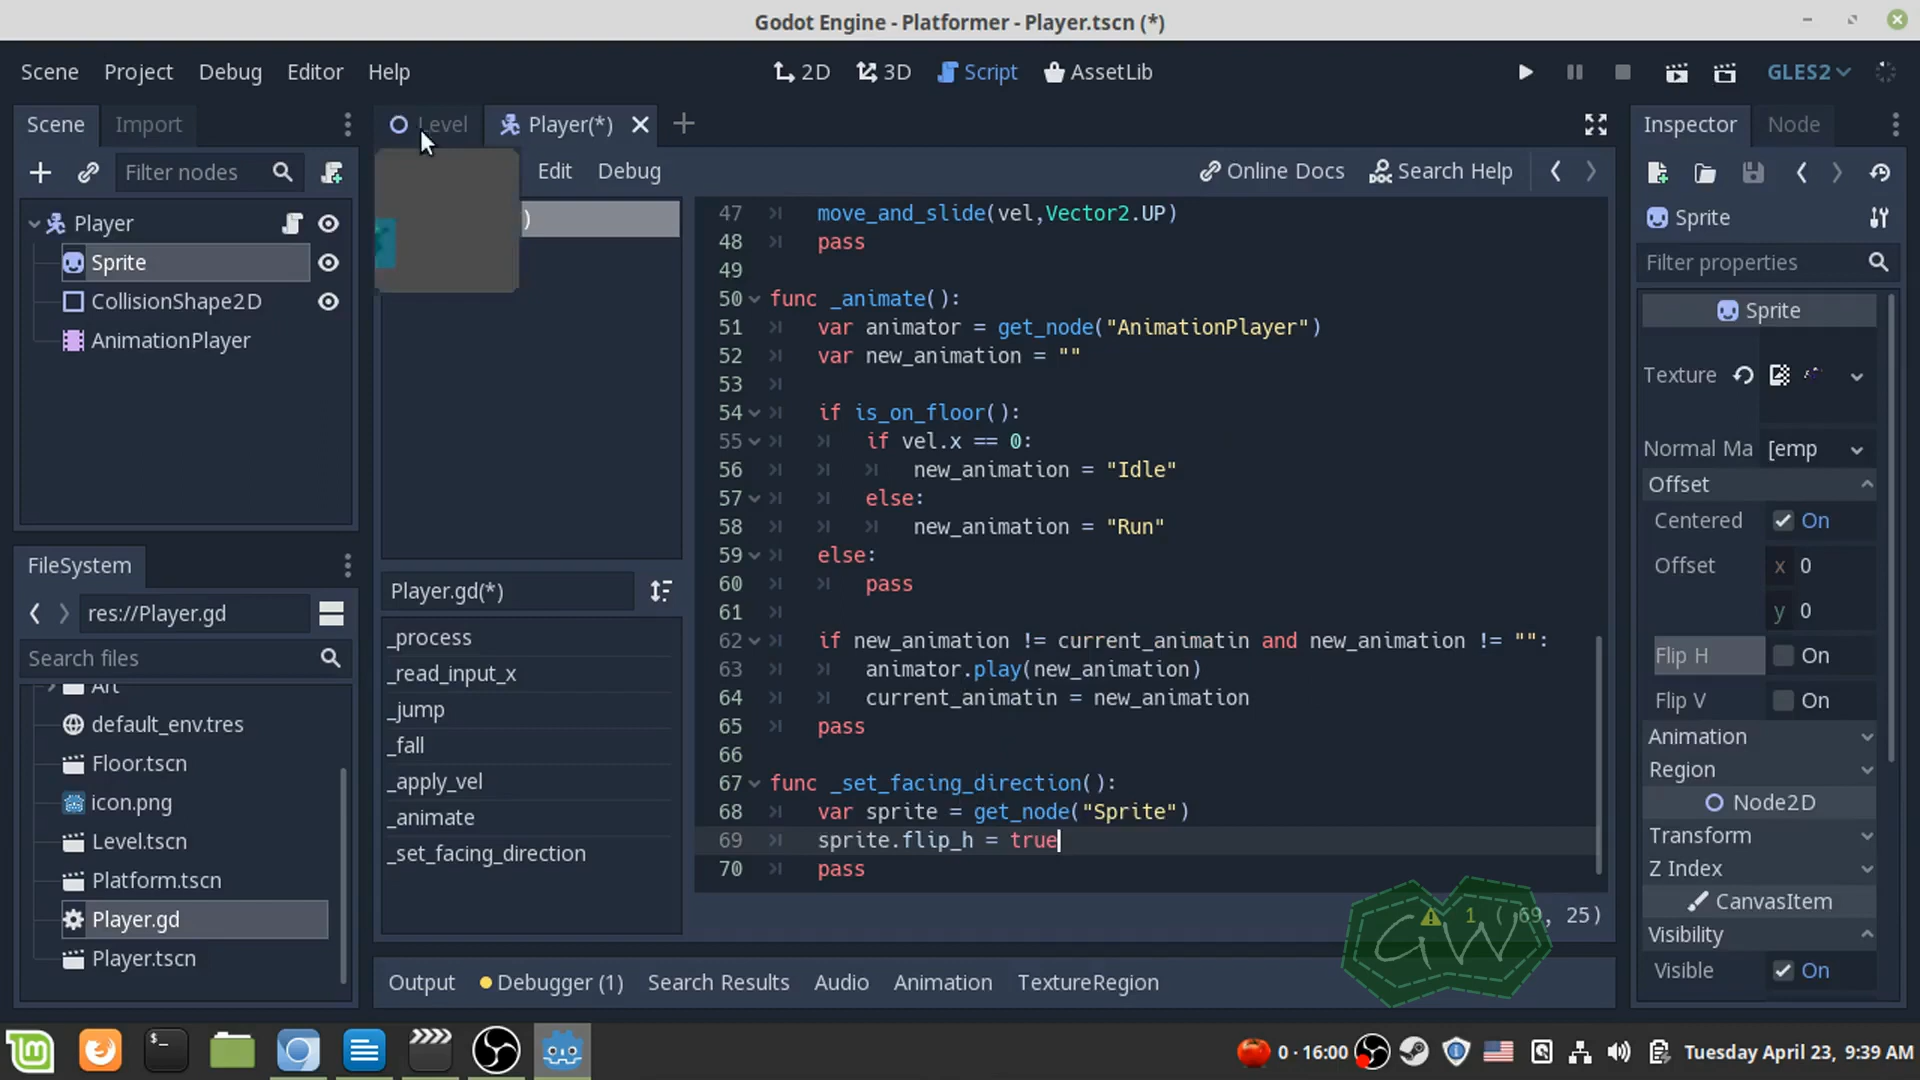 Godot Engine - Platformer - Player.tscn (*)
Scene Project Debug Editor Help
2D 3D Script AssetLib
GLES2
Scene Import
Level Player(*)
Inspector Node
Filter nodes
Edit Debug
Online Docs Search Help
Player
Sprite
CollisionShape2D
AnimationPlayer
)
FileSystem
res://Player.gd
Search files
Art
default_env.tres
Floor.tscn
icon.png
Level.tscn
Platform.tscn
Player.gd
Player.tscn
Player.gd(*)
_process
_read_input_x
_jump
_fall
_apply_vel
_animate
_set_facing_direction
47 move_and_slide(vel,Vector2.UP)
48 pass
49
50 func _animate():
51 var animator = get_node("AnimationPlayer")
52 var new_animation = ""
53
54 if is_on_floor():
55 if vel.x == 0:
56 new_animation = "Idle"
57 else:
58 new_animation = "Run"
59 else:
60 pass
61
62 if new_animation != current_animatin and new_animation != "":
63 animator.play(new_animation)
64 current_animatin = new_animation
65 pass
66
67 func _set_facing_direction():
68 var sprite = get_node("Sprite")
69 sprite.flip_h = true
70 pass
1 ( 69, 25)
GW
Output Debugger (1) Search Results Audio Animation TextureRegion
Sprite
Filter properties
Sprite
Texture
Normal Ma [emp
Offset
Centered On
Offset x 0
y 0
Flip H On
Flip V On
Animation
Region
Node2D
Transform
Z Index
CanvasItem
Visibility
Visible On
0 · 16:00
Tuesday April 23, 9:39 AM